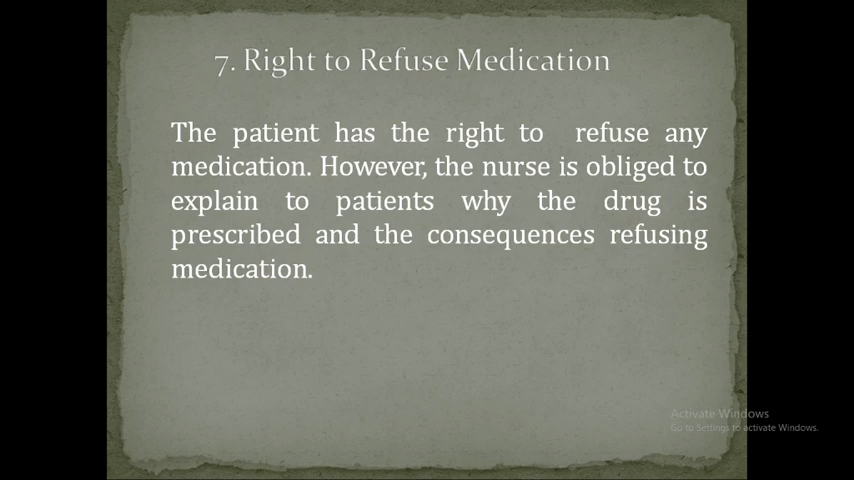 7. Right to Refuse Medication
The patient has the right to refuse any
medication. However, the nurse is obliged to
explain to patients why the drug is
prescribed and the consequences refusing
medication.
Activate Windows
Go to Settings to activate Windows.